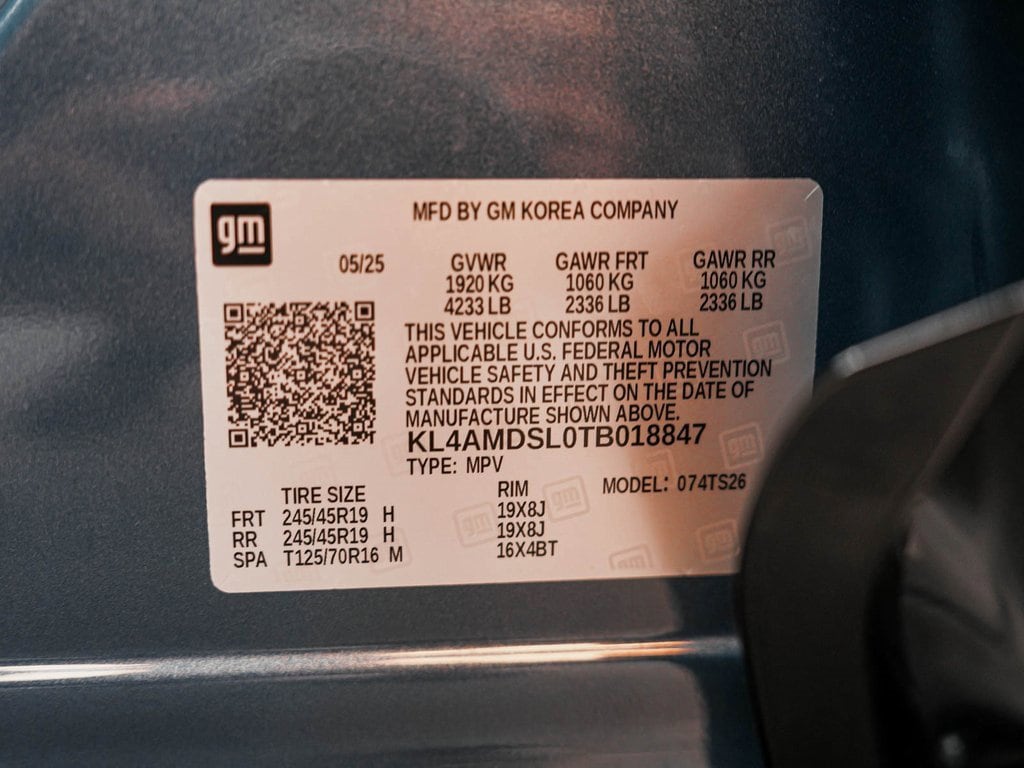 gm
MFD BY GM KOREA COMPANY
05/25 GVWR GAWR FRT GAWR RR
1920 KG 1060 KG 1060 KG
4233 LB 2336 LB 2336 LB
THIS VEHICLE CONFORMS TO ALL
APPLICABLE U.S. FEDERAL MOTOR
VEHICLE SAFETY AND THEFT PREVENTION
STANDARDS IN EFFECT ON THE DATE OF
MANUFACTURE SHOWN ABOVE.
KL4AMDSL0TB018847
TYPE: MPV
TIRE SIZE RIM MODEL: 074TS26
FRT 245/45R19 H 19X8J
RR 245/45R19 H 19X8J
SPA T125/70R16 M 16X4BT